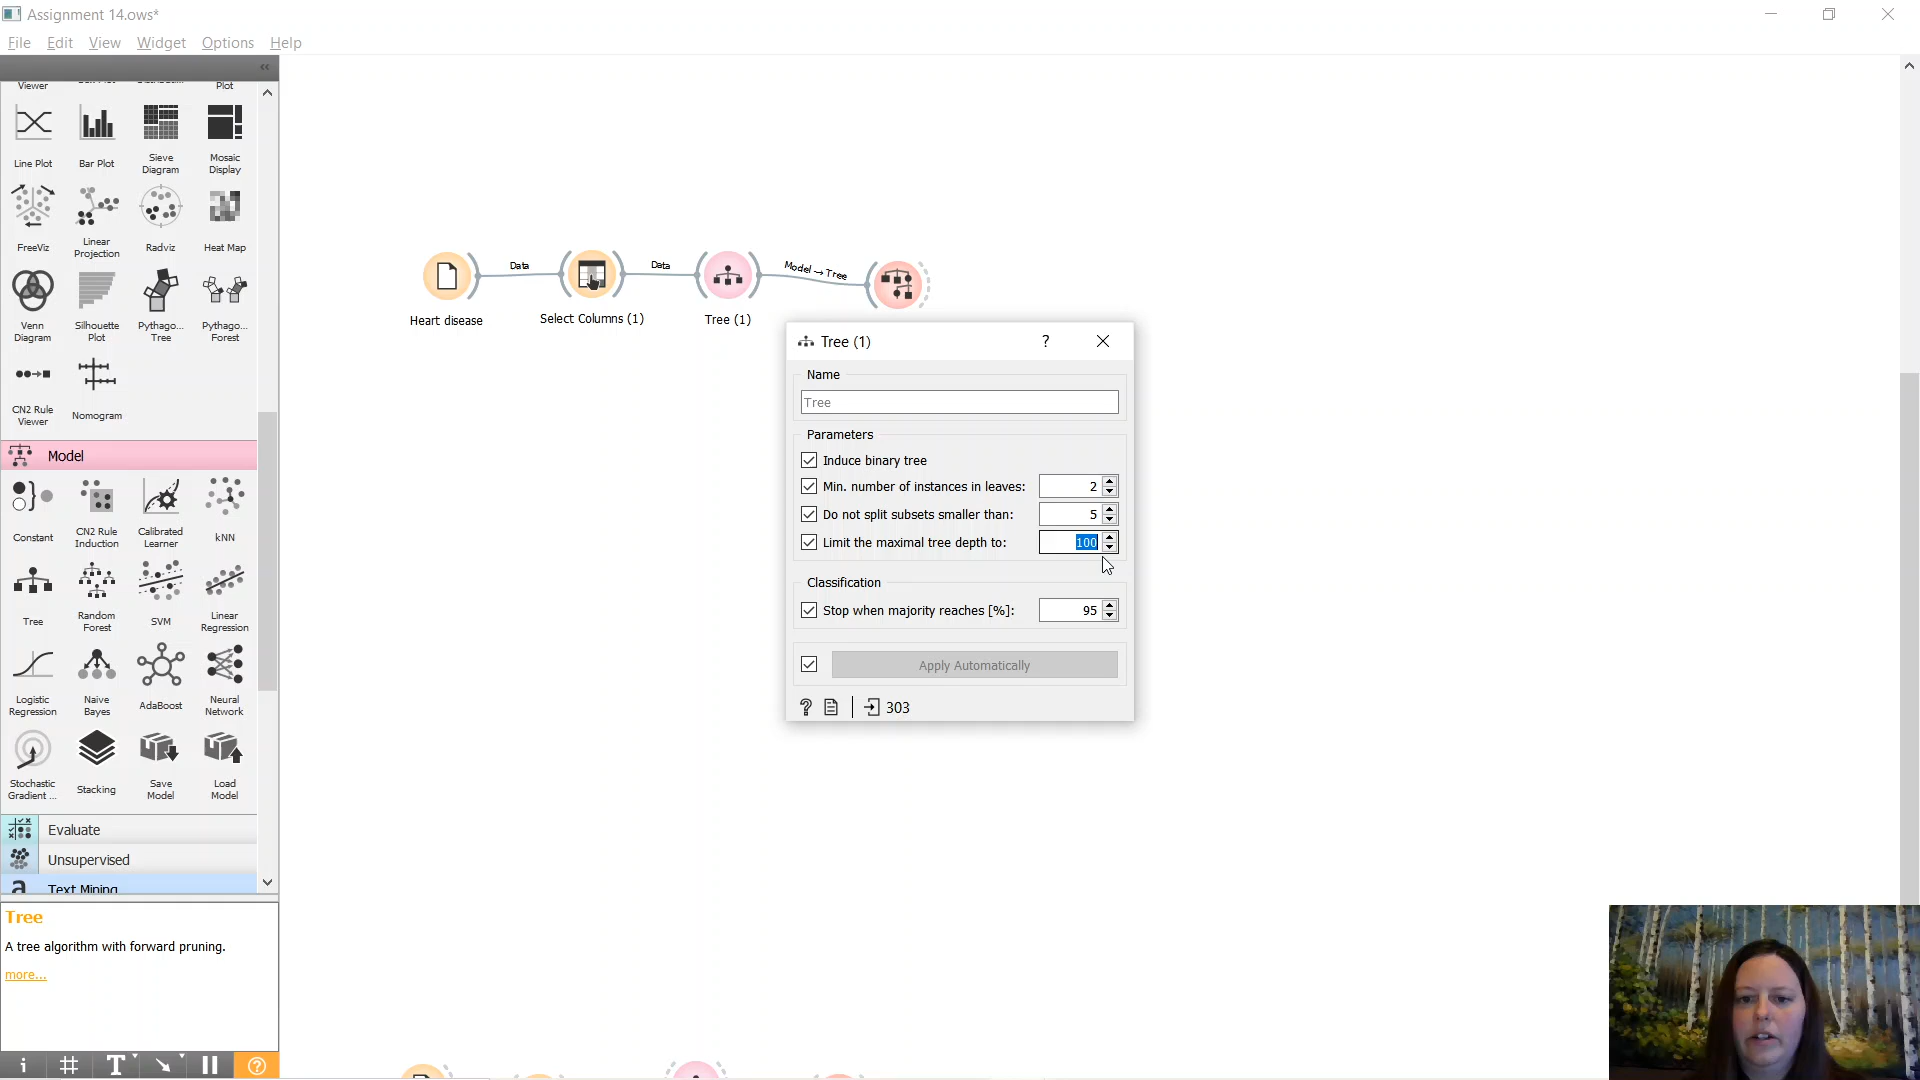 Assignment 14.ows*
File Edit View Widget Options Help
Viewer
Plot
Line Plot
Bar Plot
Sieve
Diagram
Mosaic
Display
FreeViz
Linear
Projection
Radviz
Heat Map
Venn
Diagram
Silhouette
Plot
Pythago...
Tree
Pythago...
Forest
CN2 Rule
Viewer
Nomogram
Model
Constant
CN2 Rule
Induction
Calibrated
Learner
kNN
Tree
Random
Forest
SVM
Linear
Regression
Logistic
Regression
Naive
Bayes
AdaBoost
Neural
Network
Stochastic
Gradient ...
Stacking
Save
Model
Load
Model
Evaluate
Unsupervised
Text Mining
Tree
A tree algorithm with forward pruning.
more...
Data
Data
Model → Tree
Heart disease
Select Columns (1)
Tree (1)
Tree (1)
Name
Tree
Parameters
Induce binary tree
Min. number of instances in leaves: 2
Do not split subsets smaller than: 5
Limit the maximal tree depth to: 100
Classification
Stop when majority reaches [%]: 95
Apply Automatically
303